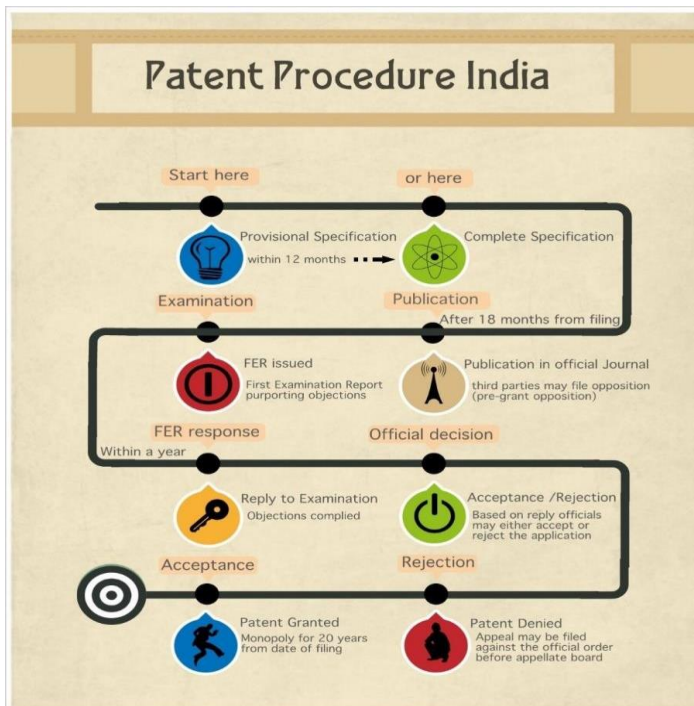 Patent Procedure India
Start here
or here
Provisional Specification
within 12 months
Complete Specification
Examination
Publication
After 18 months from filing
FER issued
First Examination Report
purporting objections
Publication in official Journal
third parties may file opposition
(pre-grant opposition)
FER response
Official decision
Within a year
Reply to Examination
Objections complied
Acceptance /Rejection
Based on reply officials
may either accept or
reject the application
Acceptance
Rejection
Patent Granted
Monopoly for 20 years
from date of filing
Patent Denied
Appeal may be filed
against the official order
before appellate board